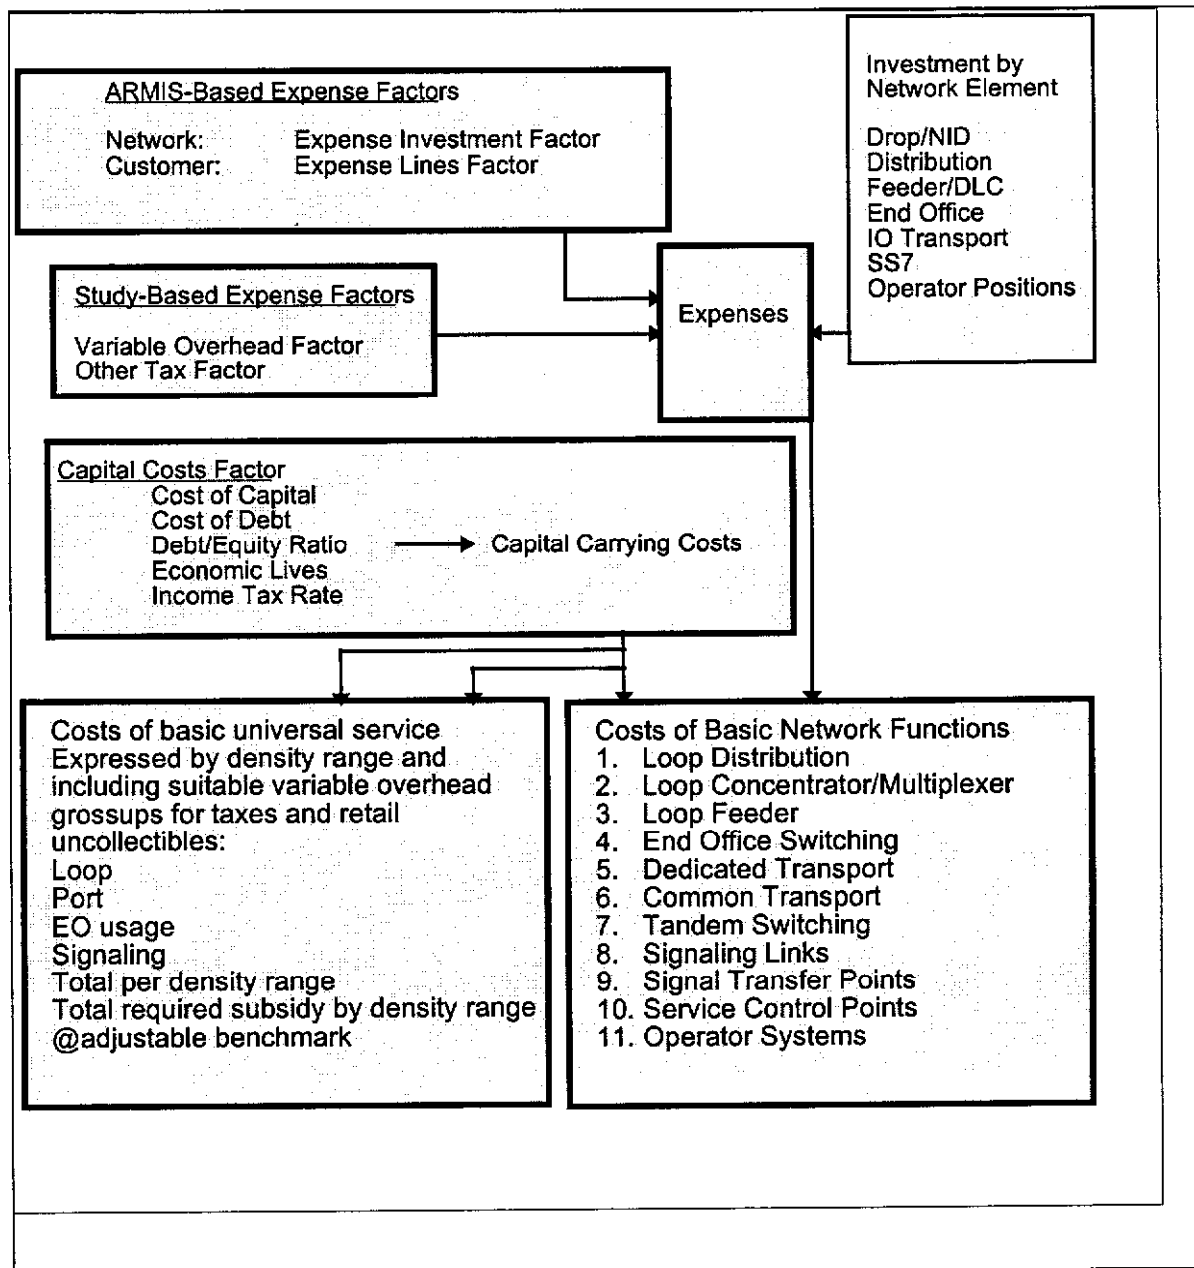 ARMIS-Based Expense Factors
Network: Expense Investment Factor
Customer: Expense Lines Factor
Investment by
Network Element
Drop/NID
Distribution
Feeder/DLC
End Office
IO Transport
SS7
Operator Positions
Study-Based Expense Factors
Variable Overhead Factor
Other Tax Factor
Expenses
Capital Costs Factor
Cost of Capital
Cost of Debt
Debt/Equity Ratio
Economic Lives
Income Tax Rate
Capital Carrying Costs
Costs of basic universal service
Expressed by density range and
including suitable variable overhead
grossups for taxes and retail
uncollectibles:
Loop
Port
EO usage
Signaling
Total per density range
Total required subsidy by density range
@adjustable benchmark
Costs of Basic Network Functions
1. Loop Distribution
2. Loop Concentrator/Multiplexer
3. Loop Feeder
4. End Office Switching
5. Dedicated Transport
6. Common Transport
7. Tandem Switching
8. Signaling Links
9. Signal Transfer Points
10. Service Control Points
11. Operator Systems